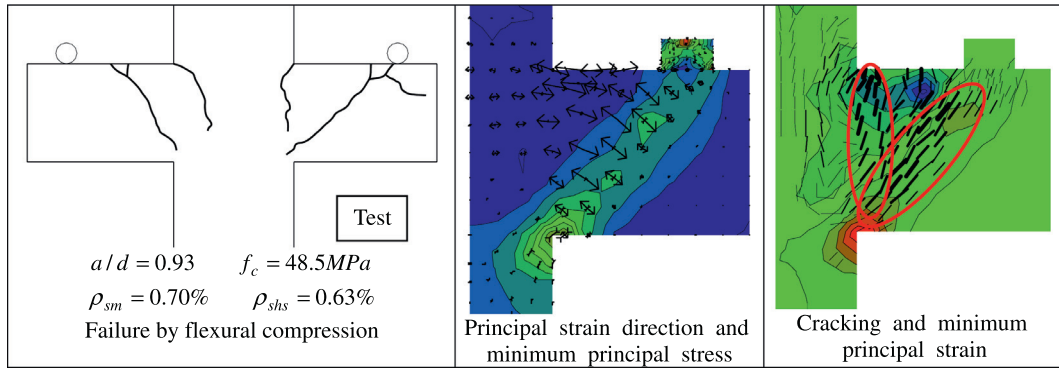 Test
a/d = 0.93 f_c = 48.5MPa
ρ_sm = 0.70% ρ_shs = 0.63%
Failure by flexural compression
Principal strain direction and
minimum principal stress
Cracking and minimum
principal strain